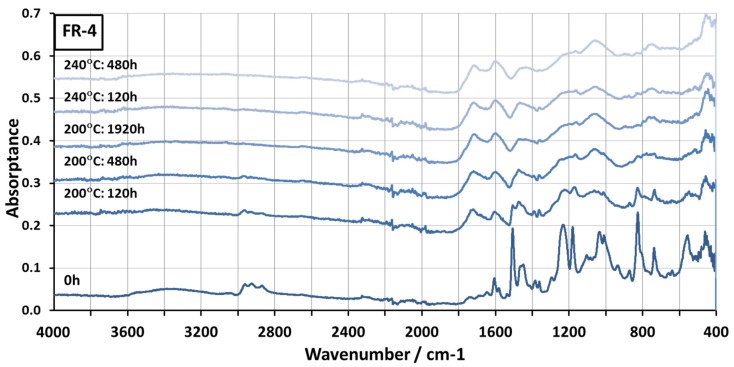 FR-4
0.7
0.6
0.5
0.4
0.3
0.2
0.1
0.0
Absorptance
240°C: 480h
240°C: 120h
200°C: 1920h
200°C: 480h
200°C: 120h
0h
4000 3600 3200 2800 2400 2000 1600 1200 800 400
Wavenumber / cm-1